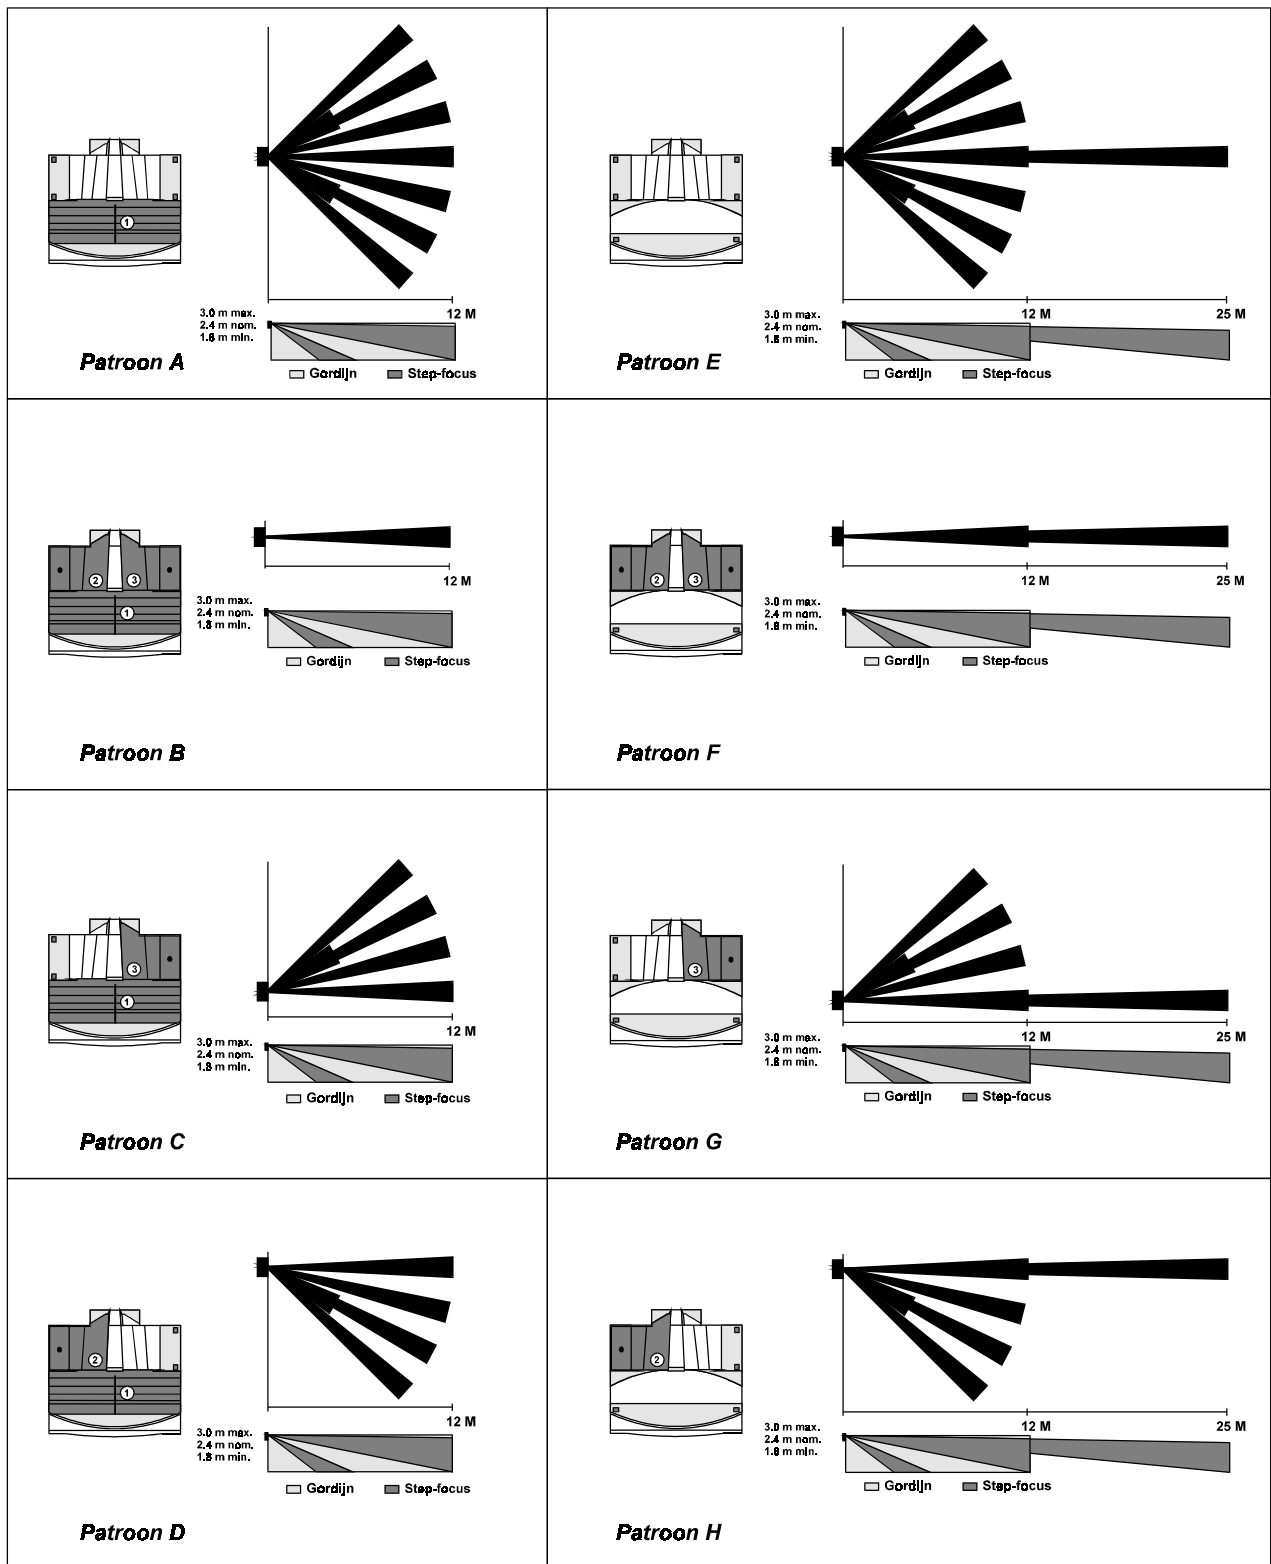 1
12 M
3.0 m max.
2.4 m nom.
1.8 m min.
Gordijn Step-focus
Patroon A
12 M 25 M
3.0 m max.
2.4 m nom.
1.8 m min.
Gordijn Step-focus
Patroon E
2 3
1
12 M
3.0 m max.
2.4 m nom.
1.8 m min.
Gordijn Step-focus
Patroon B
2 3
12 M 25 M
3.0 m max.
2.4 m nom.
1.8 m min.
Gordijn Step-focus
Patroon F
3
1
12 M
3.0 m max.
2.4 m nom.
1.8 m min.
Gordijn Step-focus
Patroon C
3
12 M 25 M
3.0 m max.
2.4 m nom.
1.8 m min.
Gordijn Step-focus
Patroon G
2
1
12 M
3.0 m max.
2.4 m nom.
1.8 m min.
Gordijn Step-focus
Patroon D
2
12 M 25 M
3.0 m max.
2.4 m nom.
1.8 m min.
Gordijn Step-focus
Patroon H